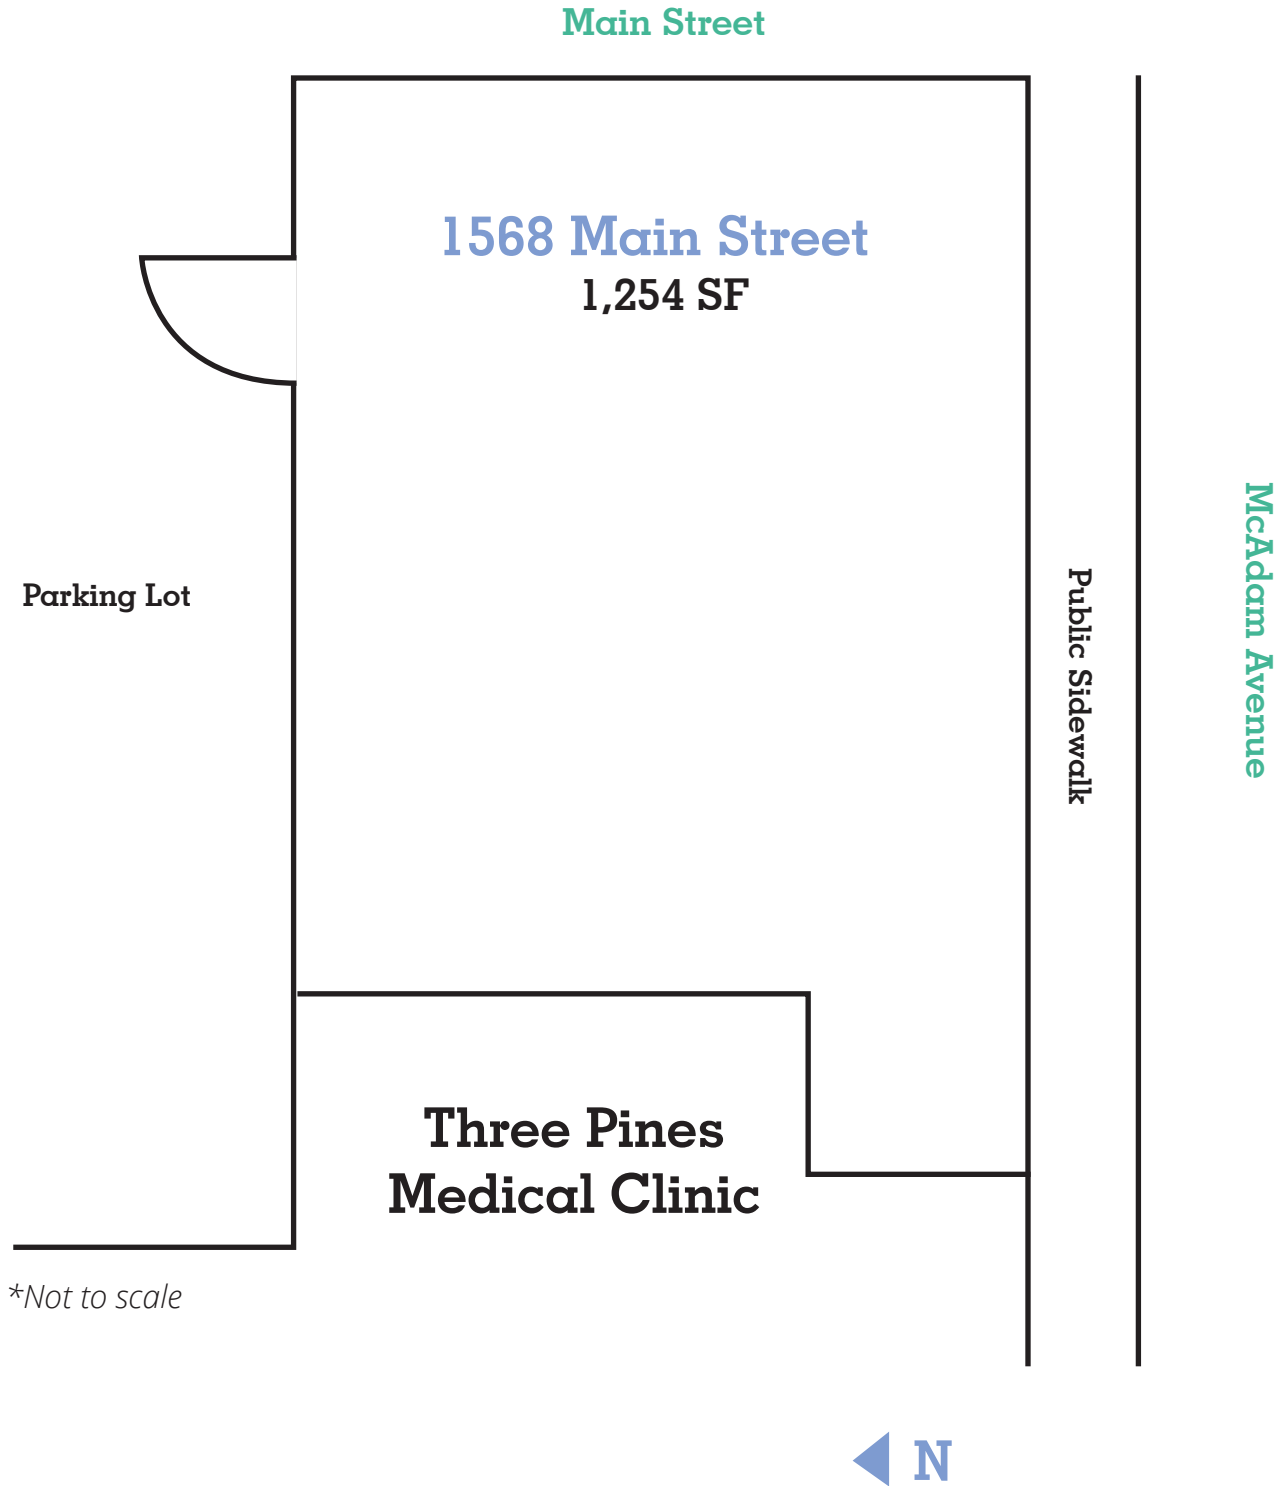 Main Street
1568 Main Street
1,254 SF
Parking Lot
Public Sidewalk
McAdam Avenue
Three Pines
Medical Clinic
*Not to scale
N